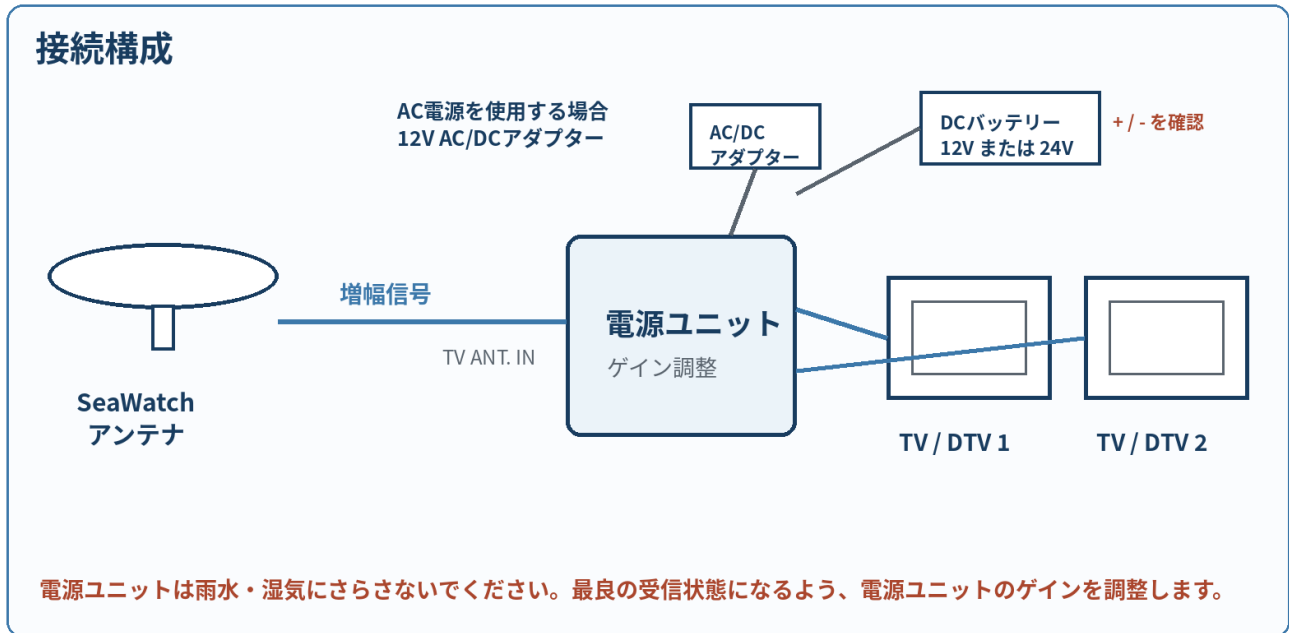 接続構成
AC電源を使用する場合
12V AC/DCアダプター
AC/DC
アダプター
DCバッテリー
12V または 24V
+ / - を確認
増幅信号
TV ANT. IN
電源ユニット
ゲイン調整
SeaWatch
アンテナ
TV / DTV 1
TV / DTV 2
電源ユニットは雨水・湿気にさらさないでください。最良の受信状態になるよう、電源ユニットのゲインを調整します。